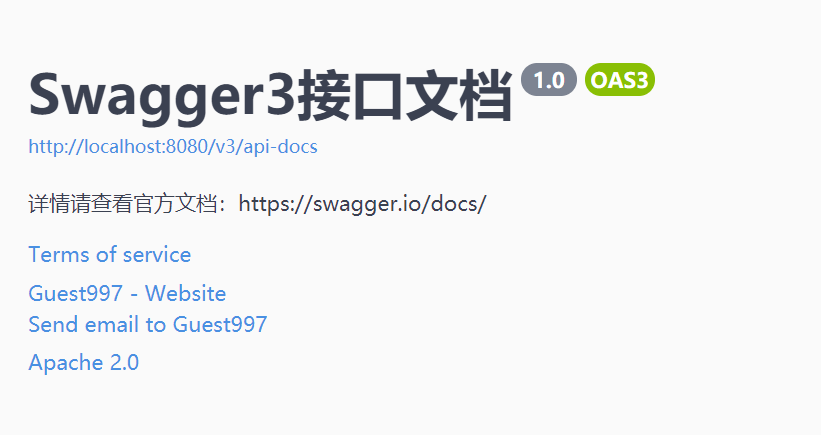 Swagger3接口文档 1.0 OAS3
http://localhost:8080/v3/api-docs
详情请查看官方文档：https://swagger.io/docs/
Terms of service
Guest997 - Website
Send email to Guest997
Apache 2.0